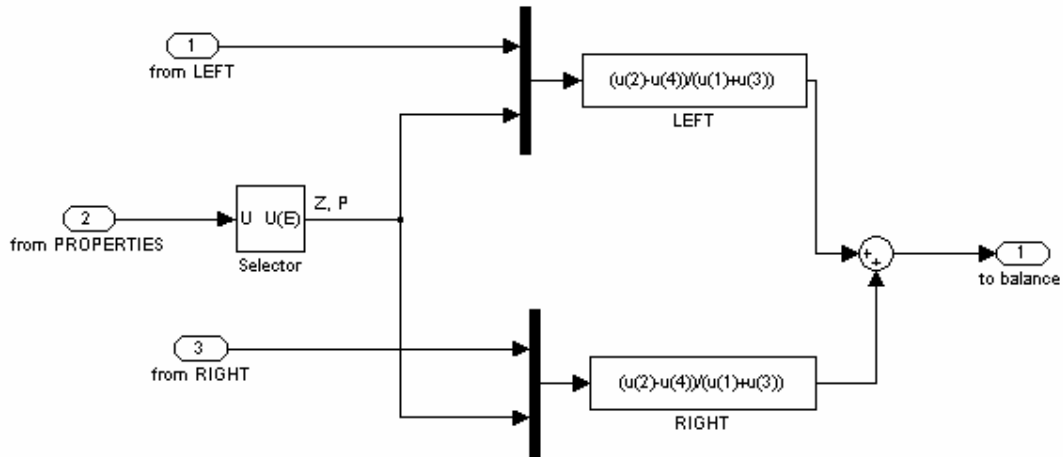 1
from LEFT
(u(2)-u(4))/(u(1)+u(3))
LEFT
Z, P
2
from PROPERTIES
U U(E)
Selector
+
+
1
to balance
3
from RIGHT
(u(2)-u(4))/(u(1)+u(3))
RIGHT